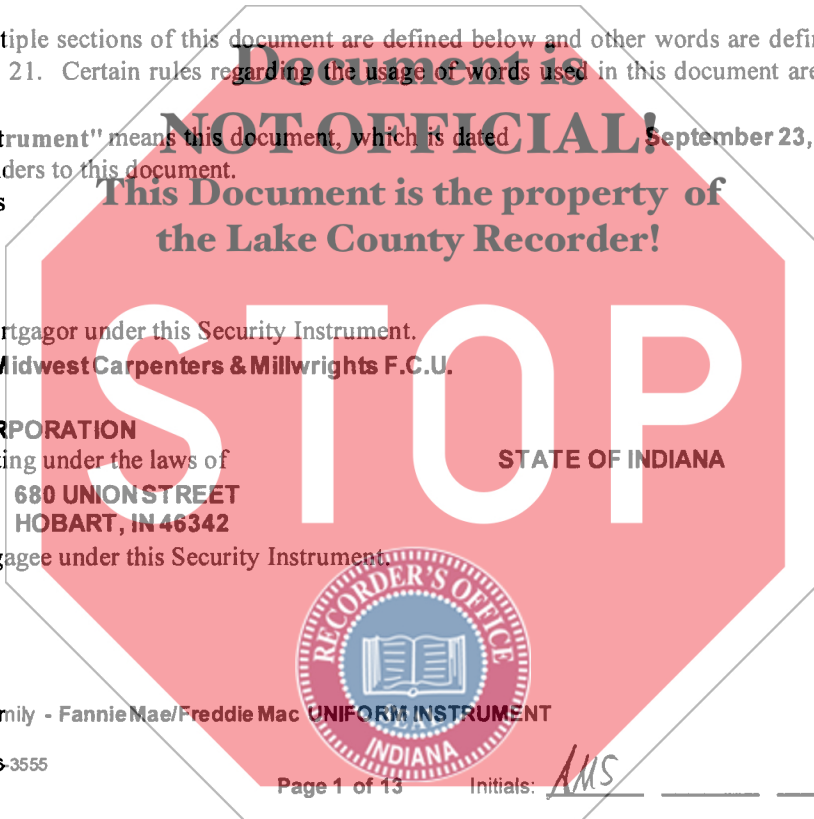 tiple sections of this document are defined below and other words are defin
21. Certain rules regarding the usage of words used in this document are
Document is
trument" means this document, which is dated September 23,
NOT OFFICIAL!
ders to this document.
s
This Document is the property of
the Lake County Recorder!
STOP
rtgagor under this Security Instrument.
Midwest Carpenters & Millwrights F.C.U.
RPORATION
ting under the laws of STATE OF INDIANA
680 UNION STREET
HOBART, IN 46342
gagee under this Security Instrument.
RECORDER'S OFFICE
SEAL
INDIANA
mily - Fannie Mae/Freddie Mac UNIFORM INSTRUMENT
6-3555
Page 1 of 13 Initials: AMS